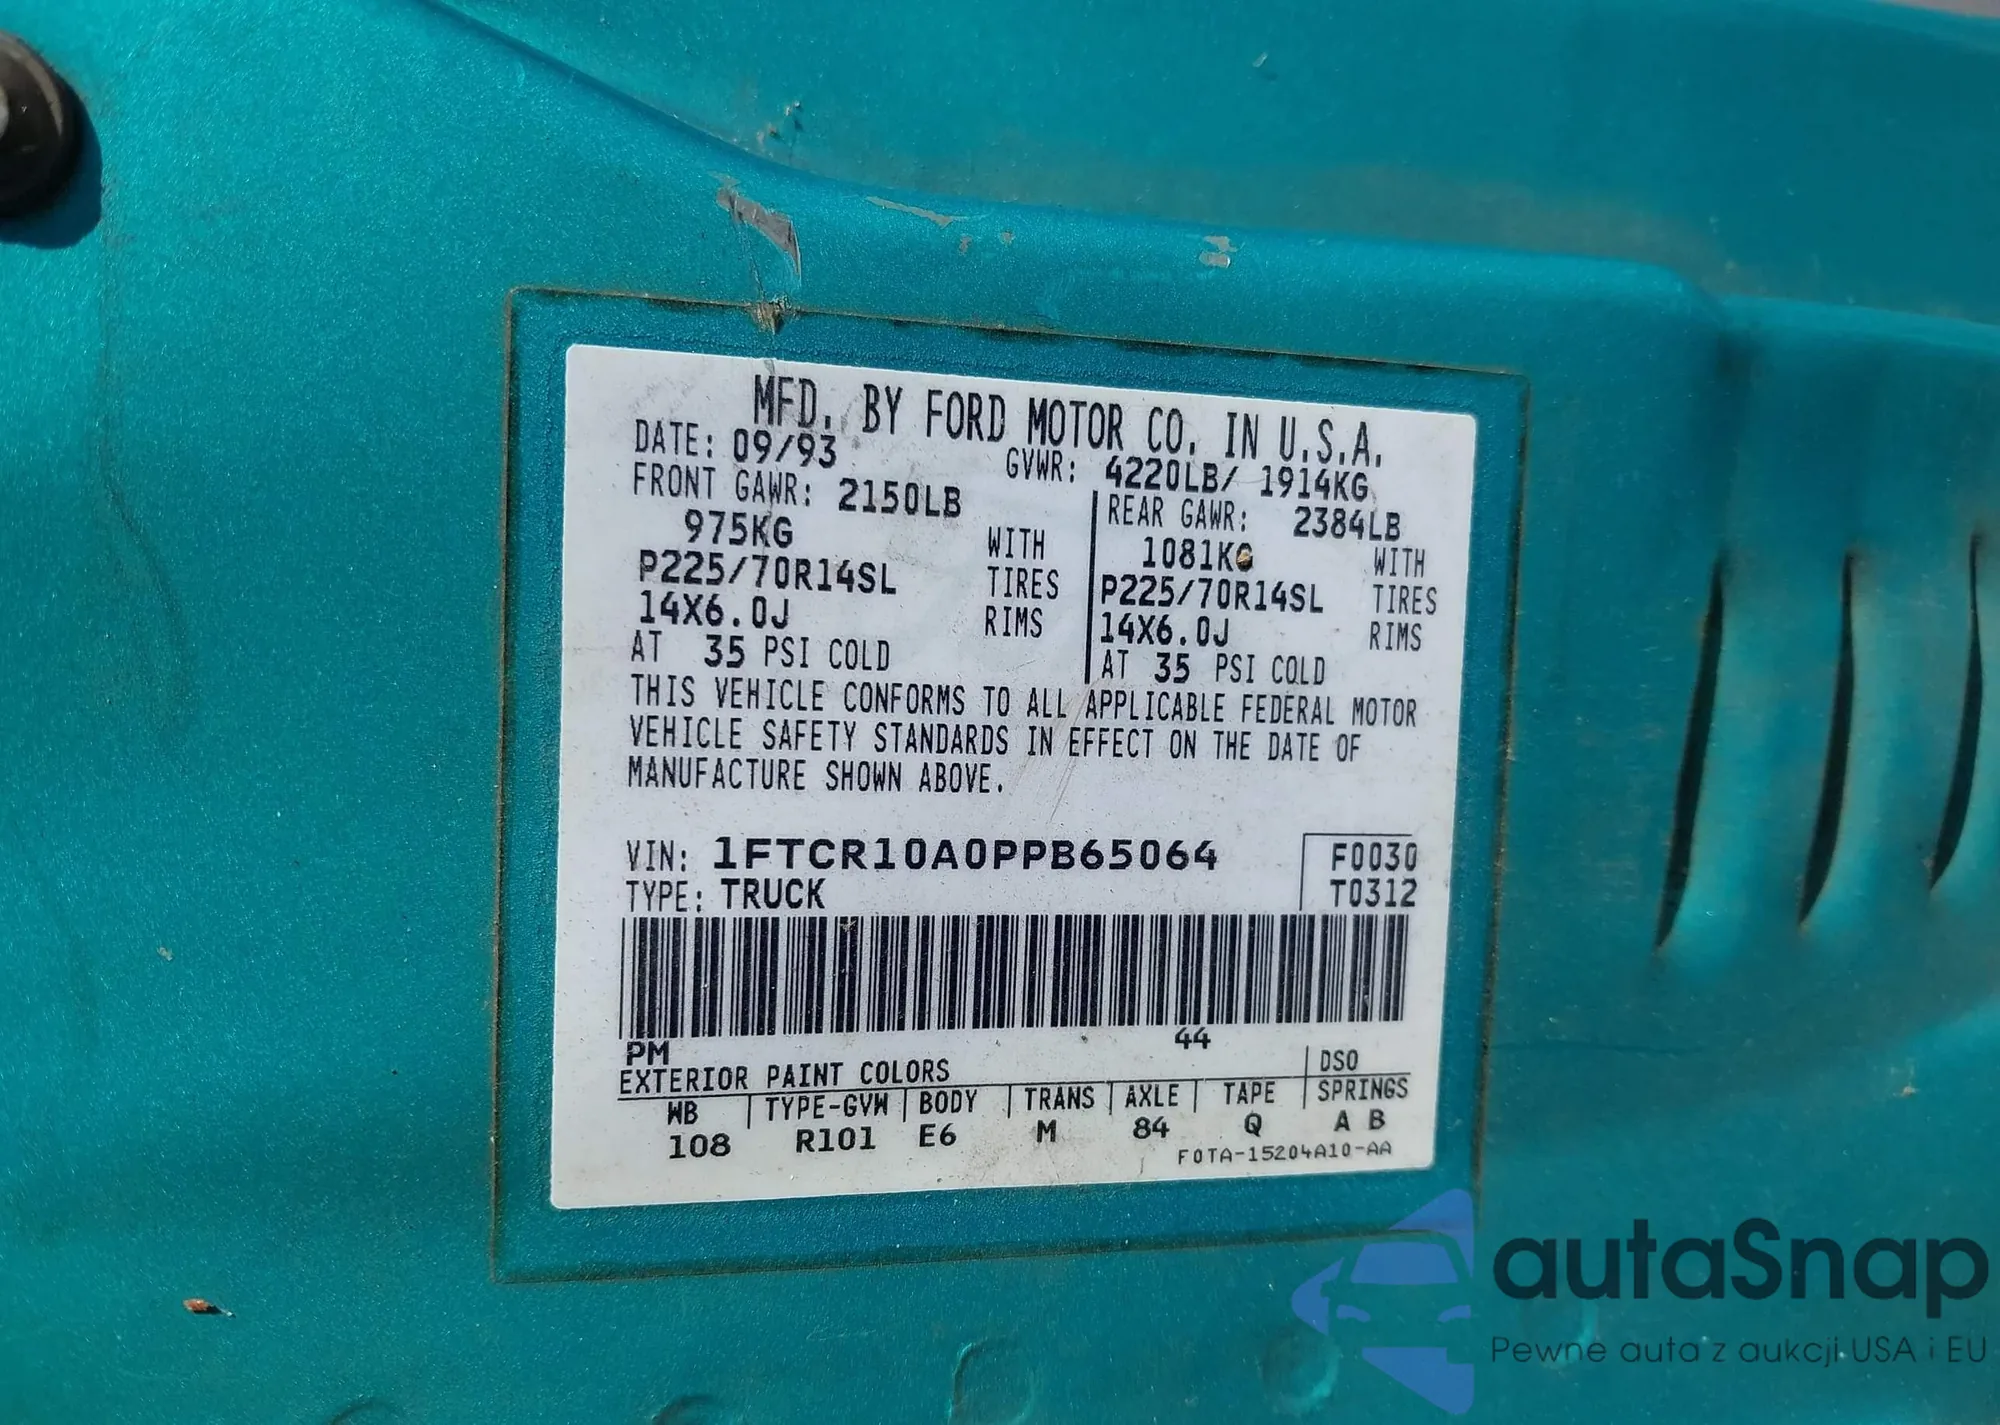 MFD. BY FORD MOTOR CO. IN U.S.A.
DATE: 09/93 GVWR: 4220LB/ 1914KG
FRONT GAWR: 2150LB REAR GAWR: 2384LB
975KG WITH 1081KG WITH
P225/70R14SL TIRES P225/70R14SL TIRES
14X6.0J RIMS 14X6.0J RIMS
AT 35 PSI COLD AT 35 PSI COLD
THIS VEHICLE CONFORMS TO ALL APPLICABLE FEDERAL MOTOR
VEHICLE SAFETY STANDARDS IN EFFECT ON THE DATE OF
MANUFACTURE SHOWN ABOVE.
VIN: 1FTCR10A0PPB65064 F0030
TYPE: TRUCK T0312
PM 44
EXTERIOR PAINT COLORS DSO
WB TYPE-GVW BODY TRANS AXLE TAPE SPRINGS
108 R101 E6 M 84 Q A B
F0TA-15204A10-AA
autaSnap
Pewne auta z aukcji USA i EU